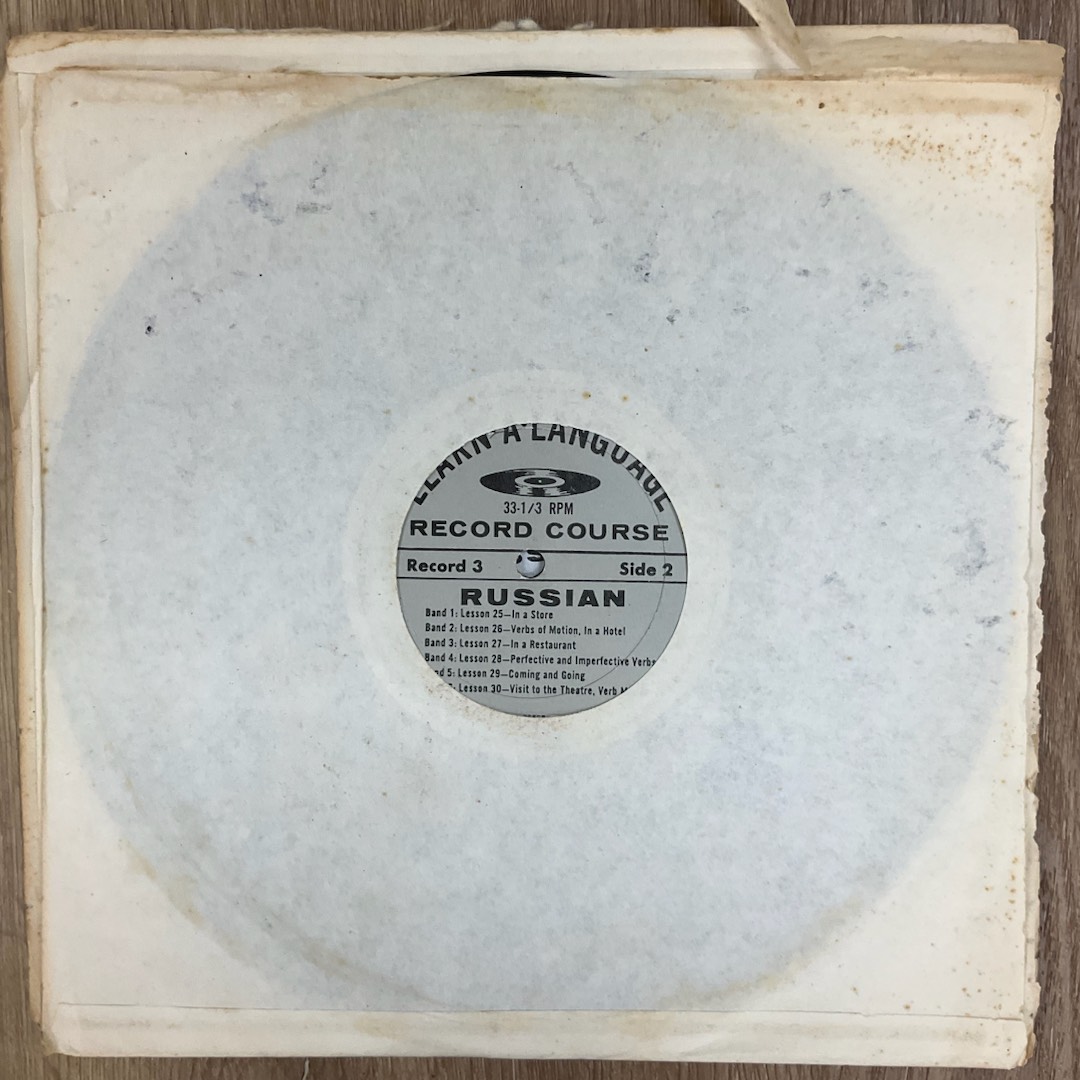 LEARN·A·LANGUAGE
33-1/3 RPM
RECORD COURSE
Record 3
Side 2
RUSSIAN
Band 1: Lesson 25—In a Store
Band 2: Lesson 26—Verbs of Motion, In a Hotel
Band 3: Lesson 27—In a Restaurant
Band 4: Lesson 28—Perfective and Imperfective Verbs
nd 5: Lesson 29—Coming and Going
Lesson 30—Visit to the Theatre, Verb